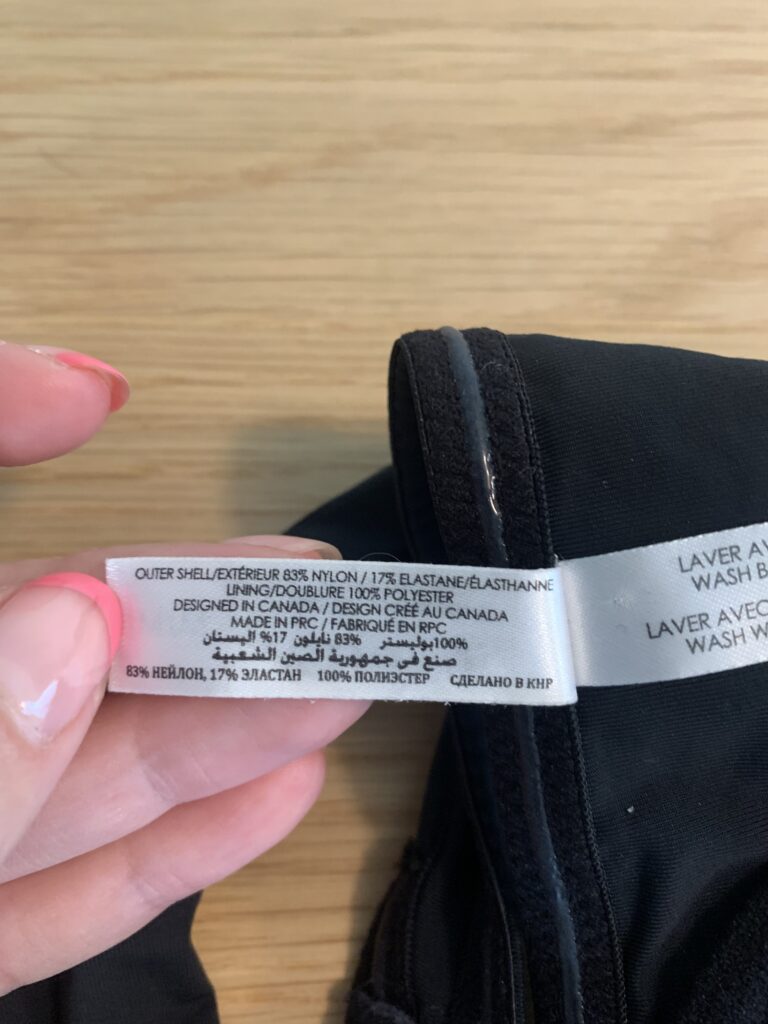 OUTER SHELL/EXTÉRIEUR 83% NYLON / 17% ELASTANE/ÉLASTHANNE
LINING/DOUBLURE 100% POLYESTER
DESIGNED IN CANADA / DESIGN CRÉÉ AU CANADA
MADE IN PRC / FABRIQUÉ EN RPC
100%بوليستر 83% نايلون 17% اليستان
صنع في جمهورية الصين الشعبية
83% НЕЙЛОН, 17% ЭЛАСТАН 100% ПОЛИЭСТЕР СДЕЛАНО В КНР
LAVER AV
WASH B
LAVER AVEC
WASH W